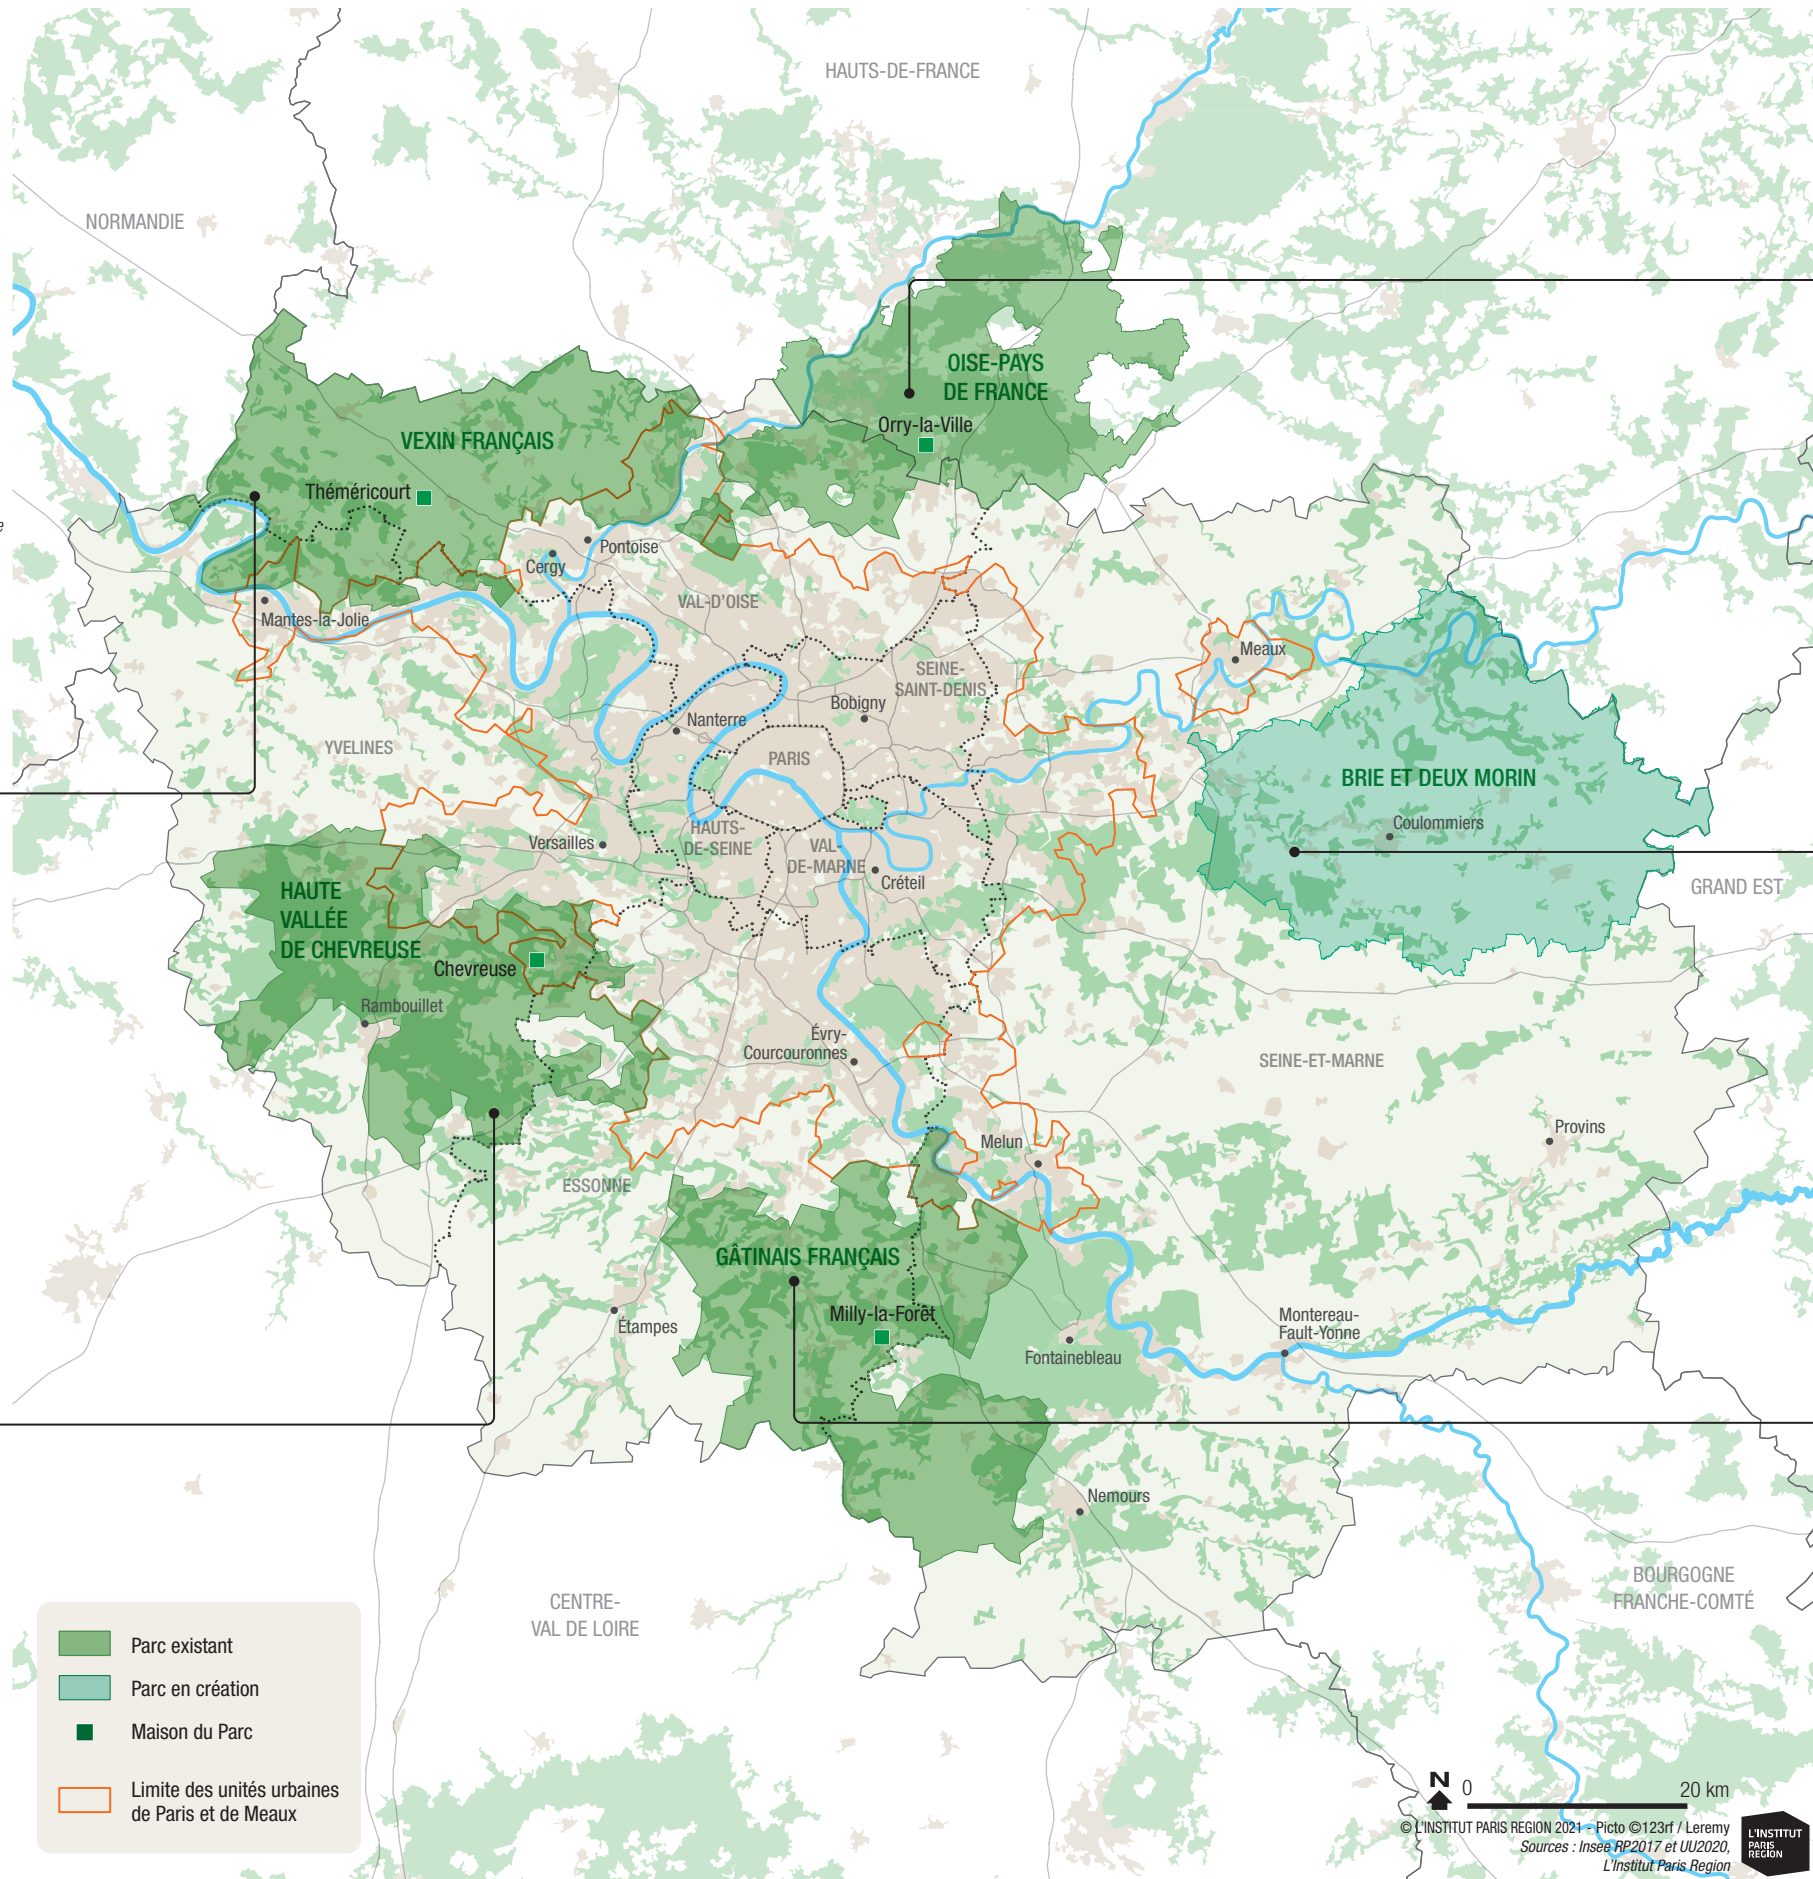 HAUTS-DE-FRANCE
NORMANDIE
OISE-PAYS
DE FRANCE
Orry-la-Ville
VEXIN FRANÇAIS
Théméricourt
e
Pontoise
Cergy
VAL-D'OISE
Mantes-la-Jolie
Meaux
SEINE-
SAINT-DENIS
Bobigny
Nanterre
YVELINES
PARIS
BRIE ET DEUX MORIN
Coulommiers
HAUTS-
DE-SEINE
Versailles
VAL-
DE-MARNE
Créteil
GRAND EST
HAUTE
VALLÉE
DE CHEVREUSE
Chevreuse
Rambouillet
Évry-
Courcouronnes
SEINE-ET-MARNE
Provins
Melun
ESSONNE
GÂTINAIS FRANÇAIS
Milly-la-Forêt
Étampes
Montereau-
Fault-Yonne
Fontainebleau
Nemours
BOURGOGNE
FRANCHE-COMTÉ
CENTRE-
VAL DE LOIRE
Parc existant
Parc en création
Maison du Parc
Limite des unités urbaines
de Paris et de Meaux
N 0 20 km
© L'INSTITUT PARIS REGION 2021 - Picto ©123rf / Leremy
Sources : Insee RP2017 et UU2020,
L'Institut Paris Region
L'INSTITUT
PARIS
REGION